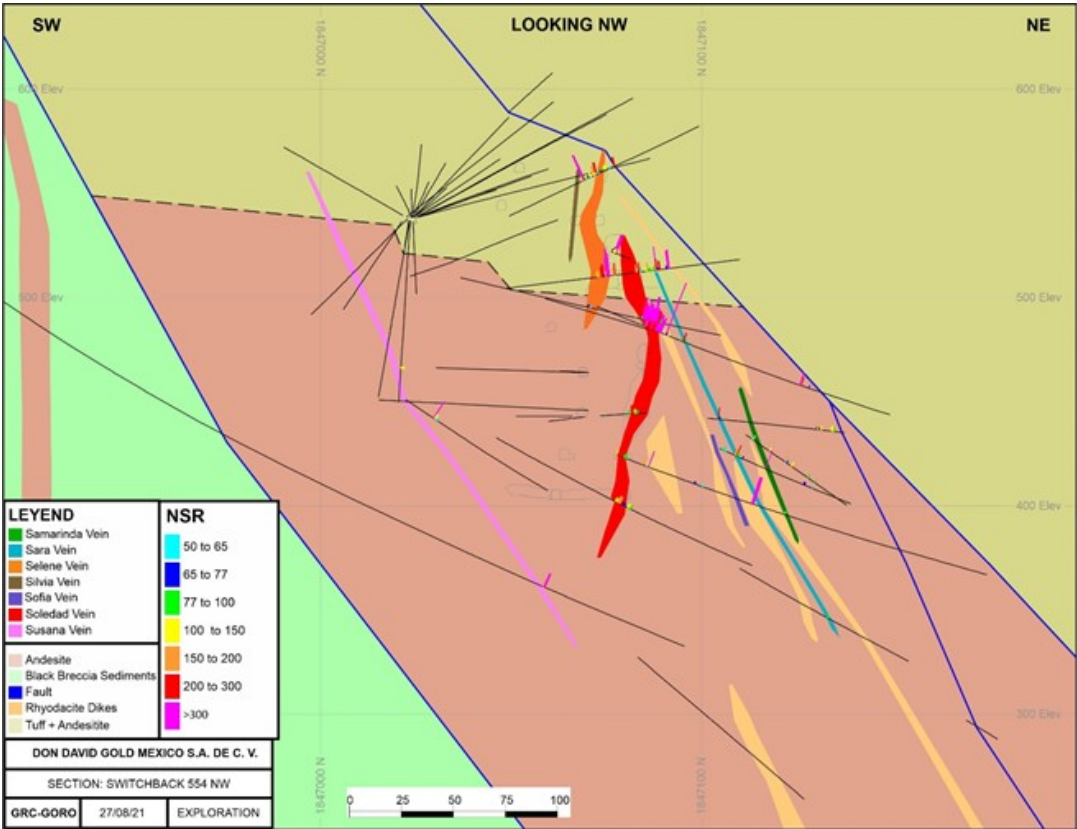 SW
LOOKING NW
NE
1847000 N
1847100 N
600 Elev
600 Elev
500 Elev
500 Elev
400 Elev
300 Elev
LEYEND
Samarinda Vein
Sara Vein
Selene Vein
Silvia Vein
Sofia Vein
Soledad Vein
Susana Vein
Andesite
Black Breccia Sediments
Fault
Rhyodacite Dikes
Tuff + Andesitite
NSR
50 to 65
65 to 77
77 to 100
100 to 150
150 to 200
200 to 300
>300
DON DAVID GOLD MEXICO S.A. DE C. V.
SECTION: SWITCHBACK 554 NW
GRC-GORO 27/08/21 EXPLORATION
1847000 N
1847100 N
0 25 50 75 100